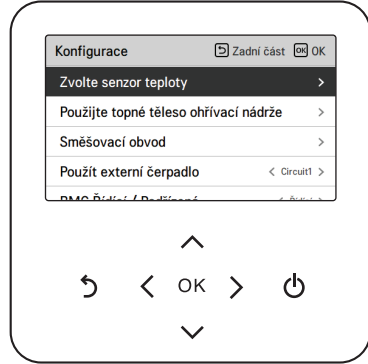 Konfigurace Zadní část OK OK
Zvolte senzor teploty >
Použijte topné těleso ohřívací nádrže >
Směšovací obvod >
Použít externí čerpadlo < Circuit1 >
OK